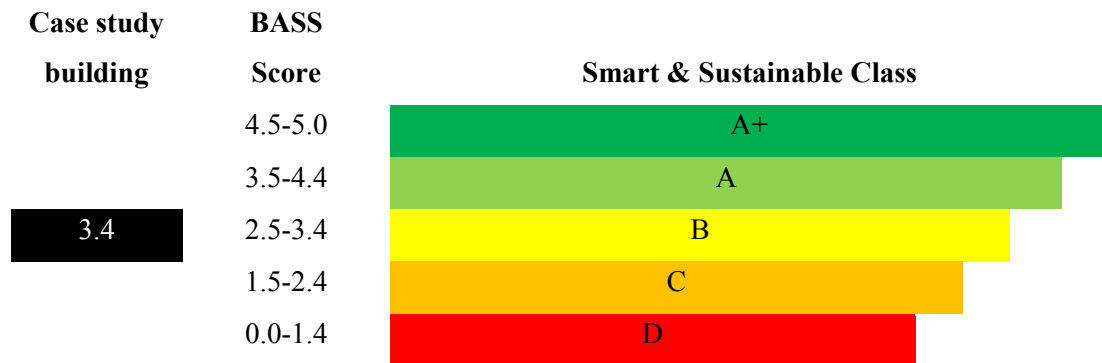 Case study BASS
building Score Smart & Sustainable Class
4.5-5.0 A+
3.5-4.4 A
3.4 2.5-3.4 B
1.5-2.4 C
0.0-1.4 D